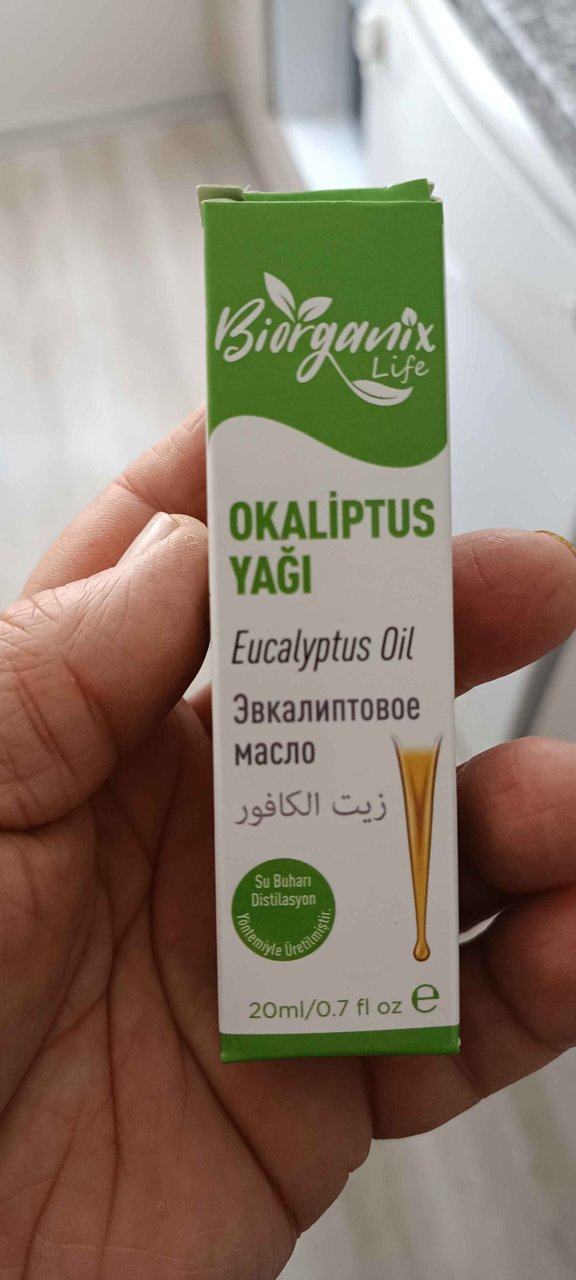 Biorganix
Life
OKALİPTUS
YAĞI
Eucalyptus Oil
Эвкалиптовое
масло
زيت الكافور
Su Buharı
Distilasyon
Yöntemiyle Üretilmiştir.
20ml/0.7 fl oz ℮